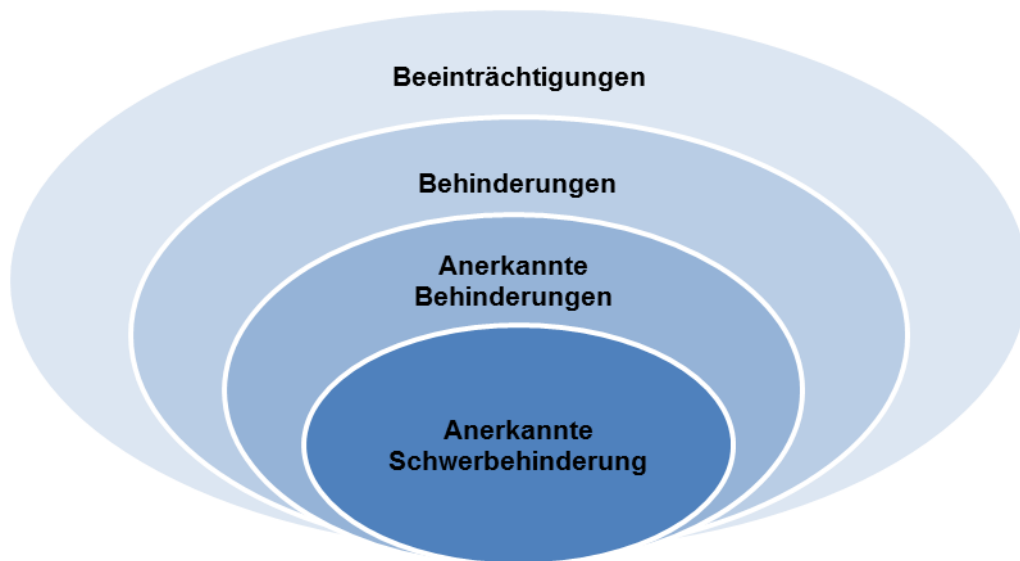 Beeinträchtigungen
Behinderungen
Anerkannte
Behinderungen
Anerkannte
Schwerbehinderung